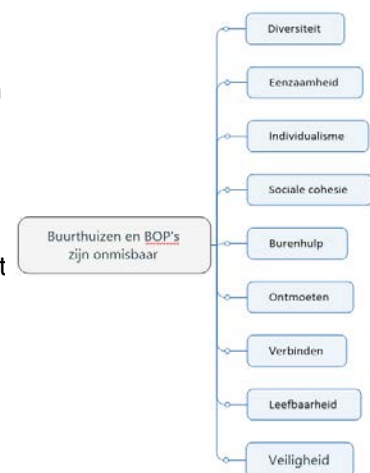 Diversiteit
Eenzaamheid
Individualisme
Sociale cohesie
Buurthuizen en BOP's
zijn onmisbaar
Burenhulp
t
Ontmoeten
Verbinden
Leefbaarheid
Veiligheid